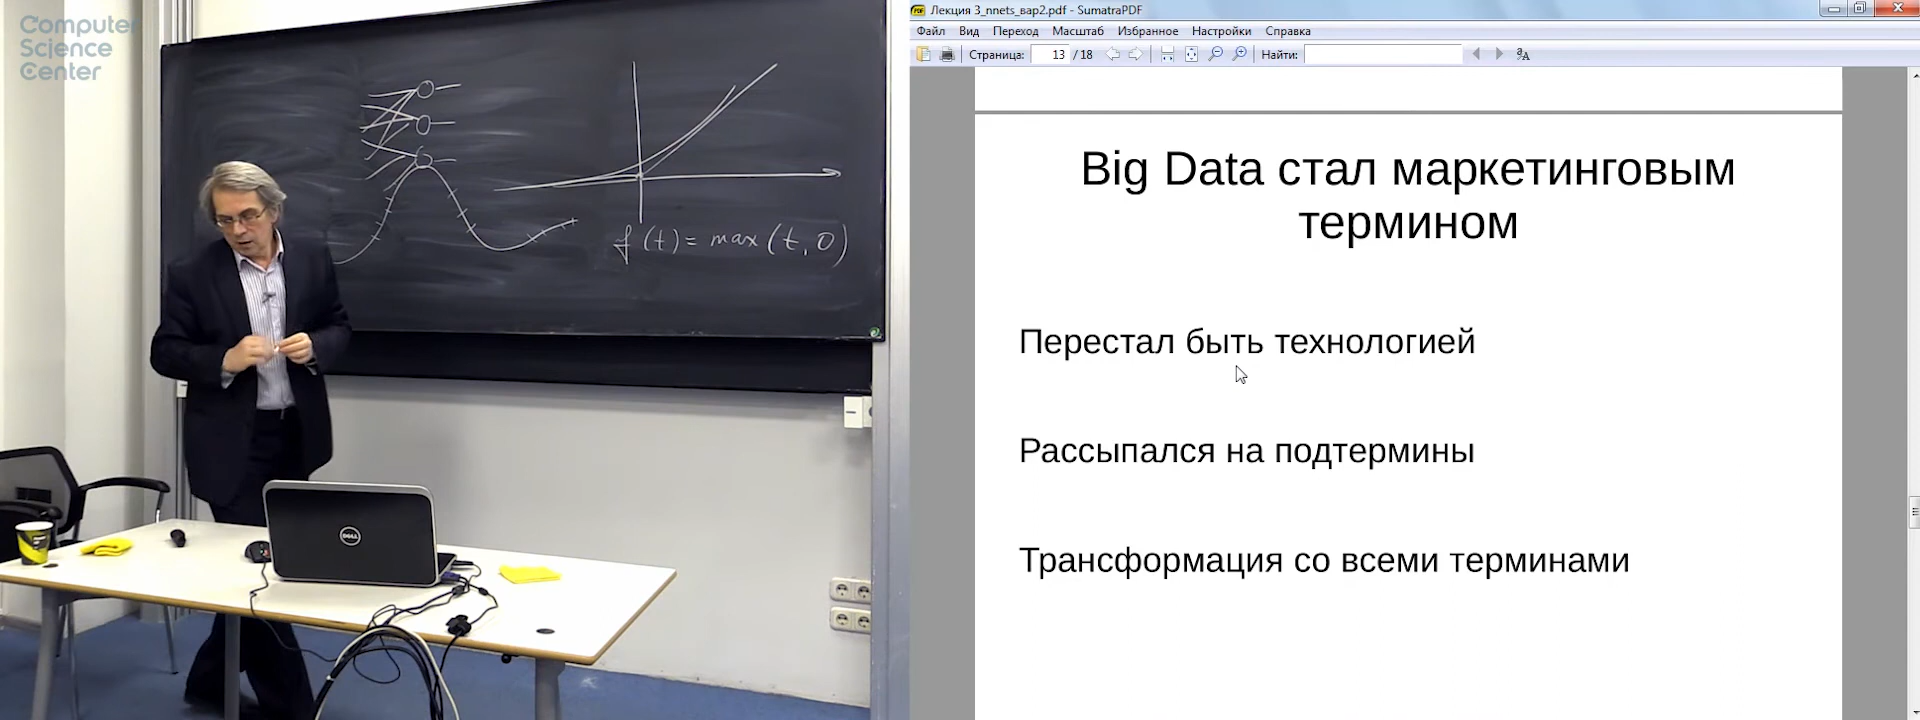 Computer
Science
Center
f(t) = max(t, 0)
DELL
Лекция 3_nnets_вар2.pdf - SumatraPDF
Файл Вид Переход Масштаб Избранное Настройки Справка
Страница: 13 / 18 Найти:
Big Data стал маркетинговым
термином
Перестал быть технологией
Рассыпался на подтермины
Трансформация со всеми терминами